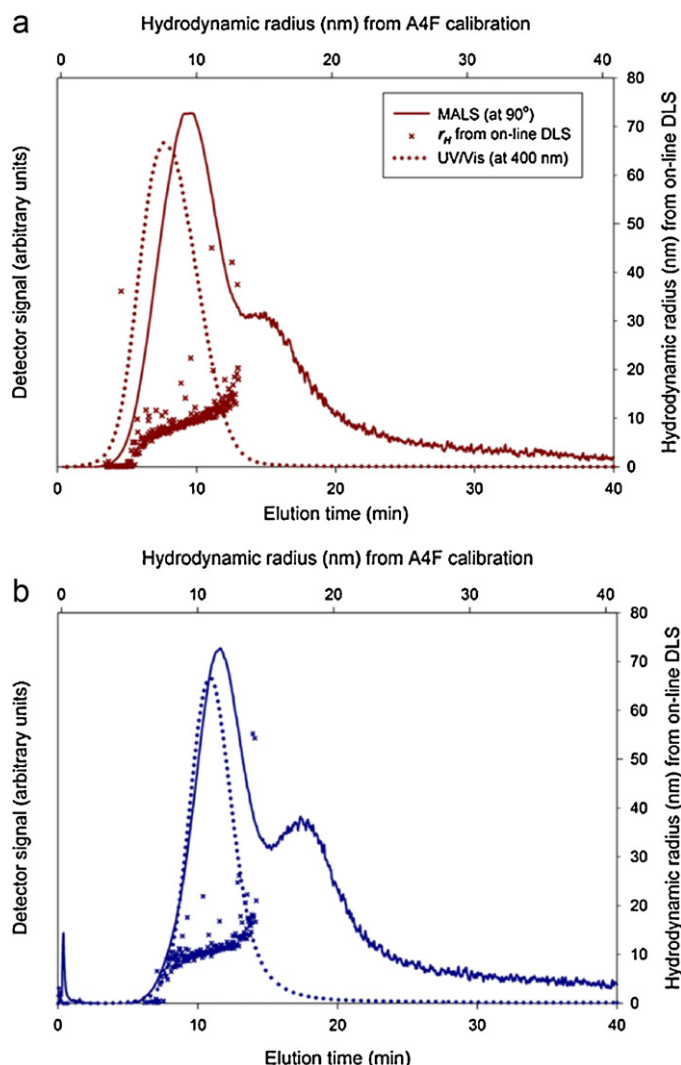 a
Hydrodynamic radius (nm) from A4F calibration
0 10 20 30 40
80
70
60
50
40
30
20
10
0
Detector signal (arbitrary units)
Hydrodynamic radius (nm) from on-line DLS
MALS (at 90°)
rH from on-line DLS
UV/Vis (at 400 nm)
0 10 20 30 40
Elution time (min)
b
Hydrodynamic radius (nm) from A4F calibration
0 10 20 30 40
80
70
60
50
40
30
20
10
0
Detector signal (arbitrary units)
Hydrodynamic radius (nm) from on-line DLS
0 10 20 30 40
Elution time (min)